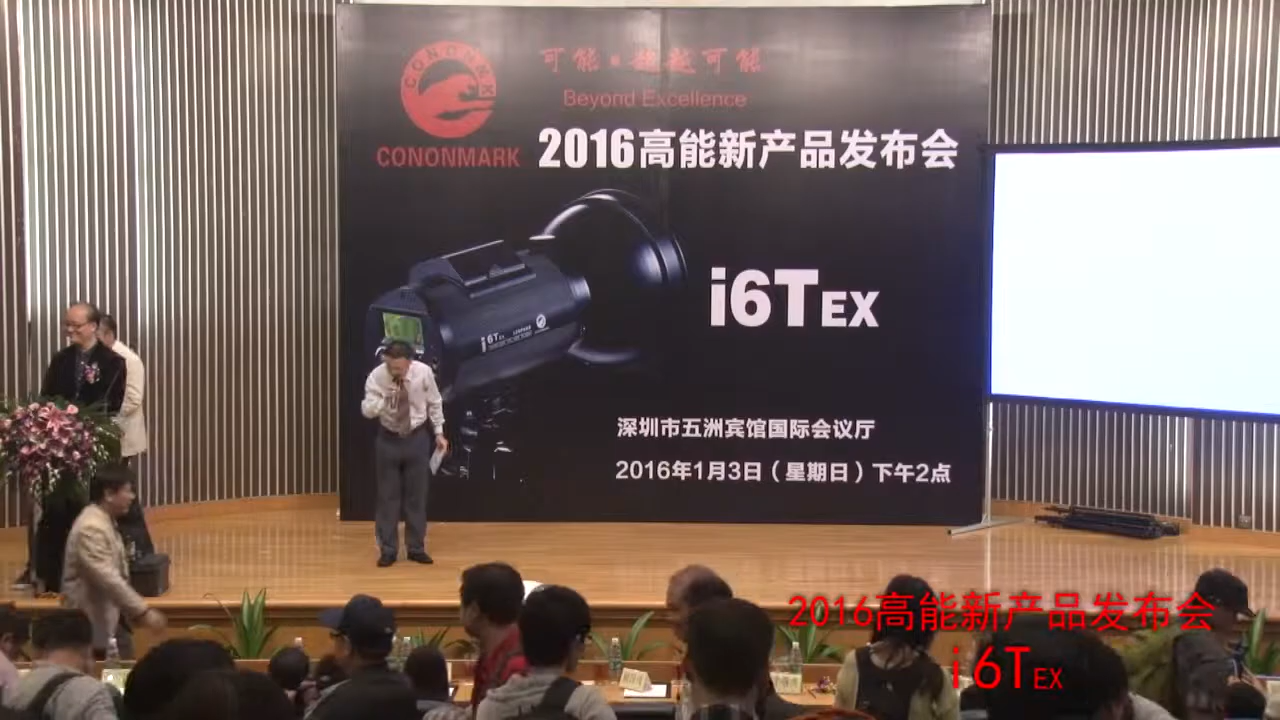 CONONMX
可能·超越可能
Beyond Excellence
CONONMARK
2016高能新产品发布会
i6TEX
i6TEX
深圳市五洲宾馆国际会议厅
2016年1月3日（星期日）下午2点
2016高能新产品发布会
i6TEX